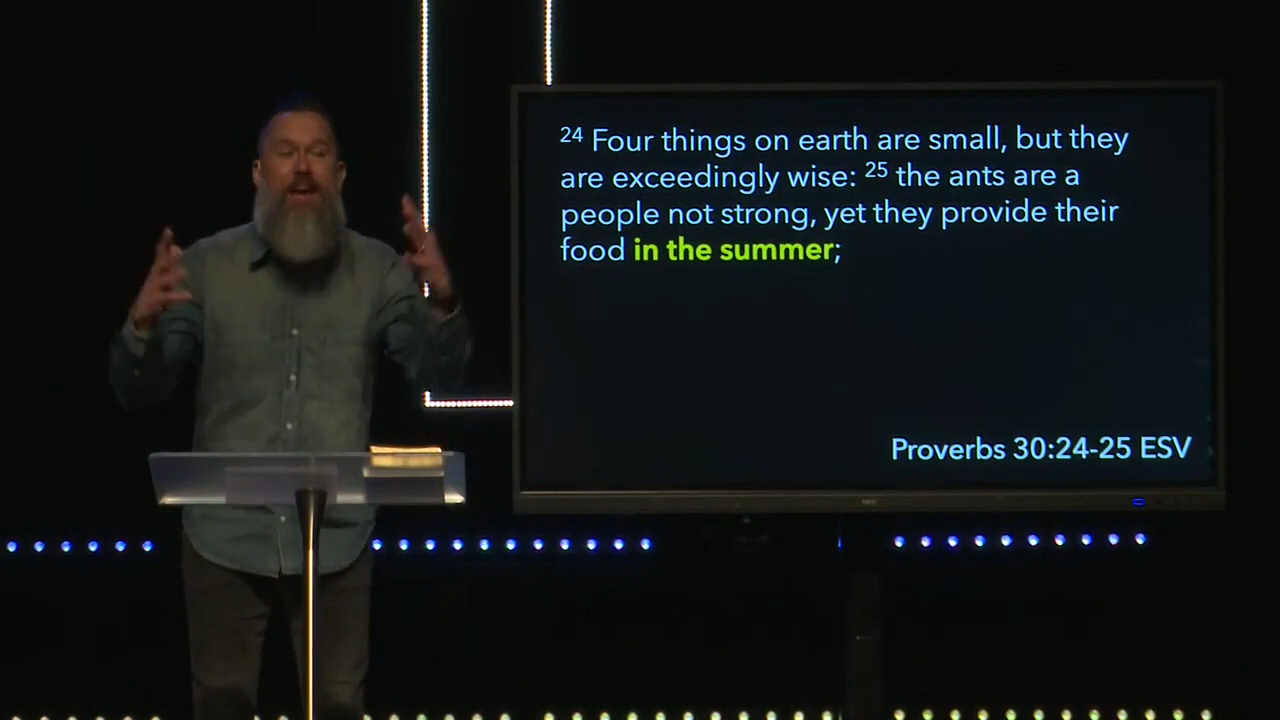 24 Four things on earth are small, but they
are exceedingly wise: 25 the ants are a
people not strong, yet they provide their
food in the summer;
Proverbs 30:24-25 ESV